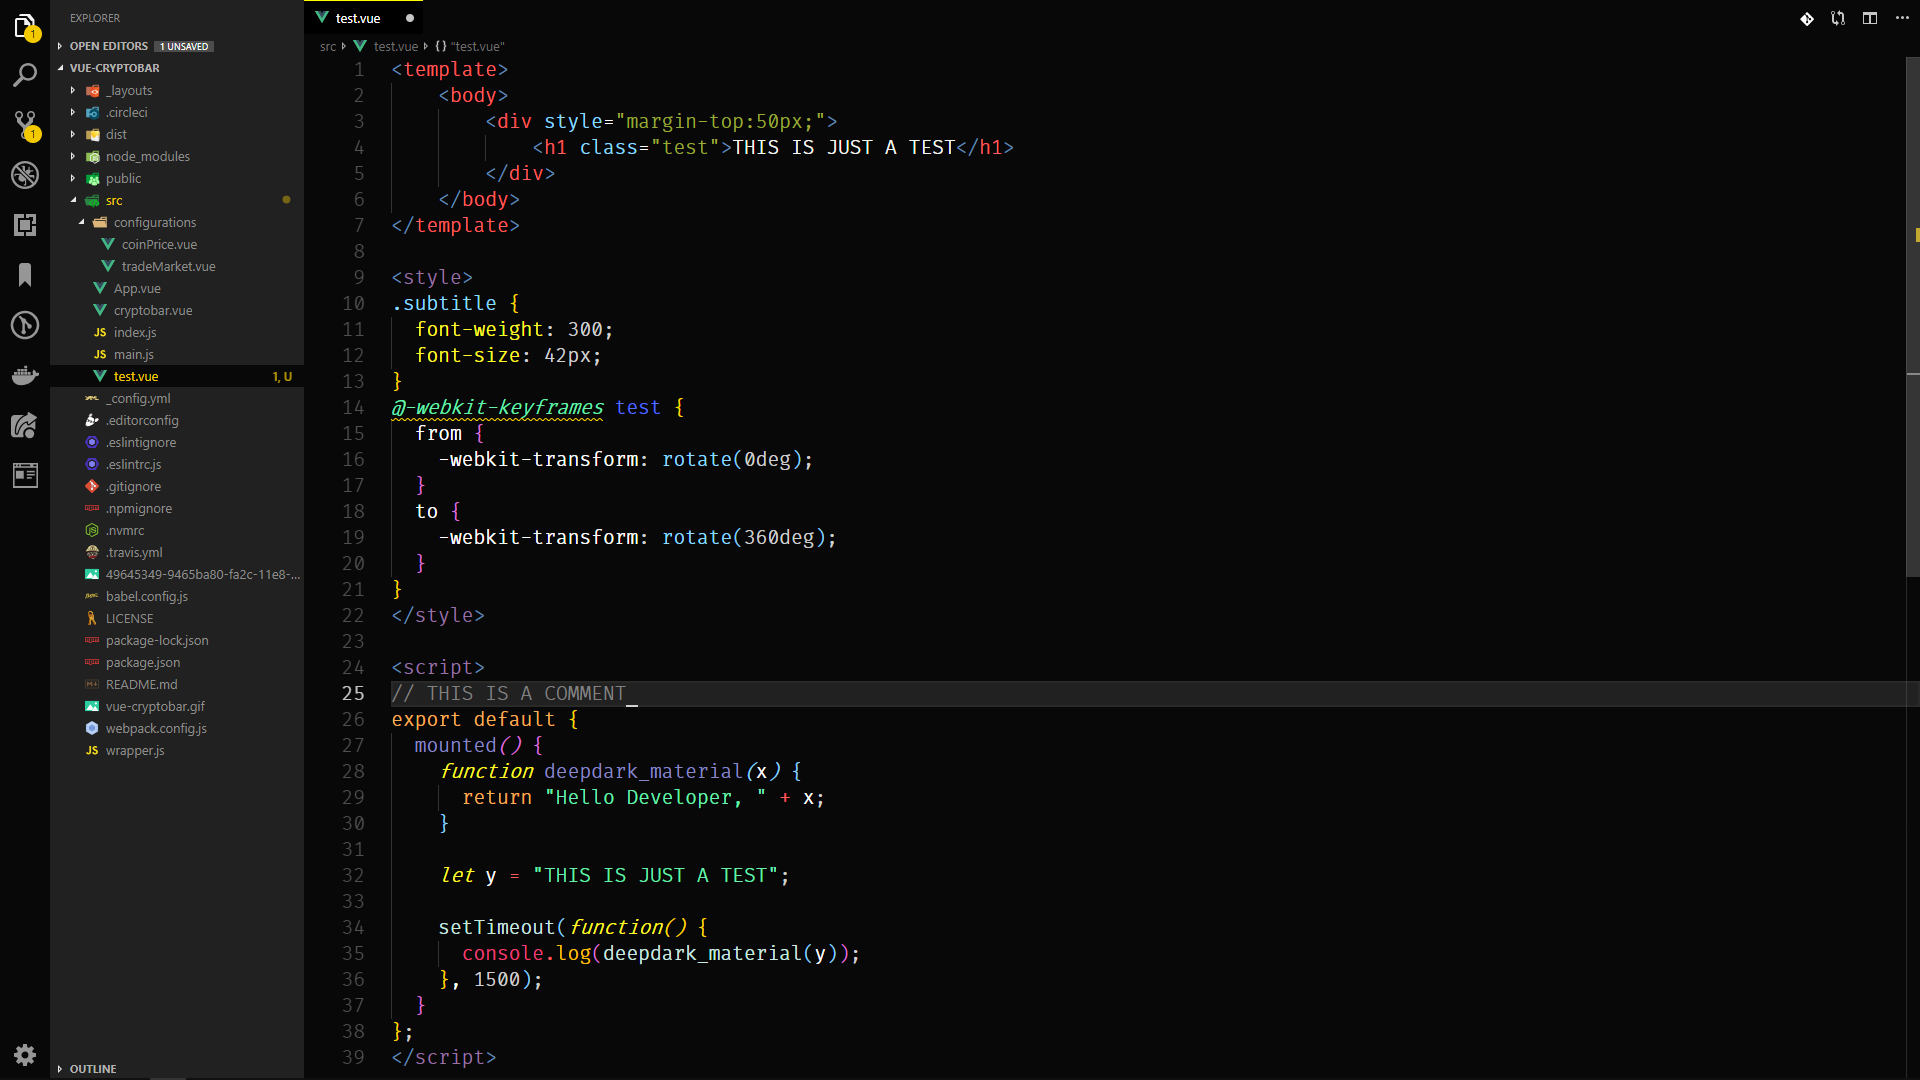 EXPLORER
OPEN EDITORS 1 UNSAVED
VUE-CRYPTOBAR
_layouts
.circleci
dist
node_modules
public
src
configurations
coinPrice.vue
tradeMarket.vue
App.vue
cryptobar.vue
JS index.js
JS main.js
test.vue 1, U
_config.yml
.editorconfig
.eslintignore
.eslintrc.js
.gitignore
.npmignore
.nvmrc
.travis.yml
49645349-9465ba80-fa2c-11e8-...
babel.config.js
LICENSE
package-lock.json
package.json
README.md
vue-cryptobar.gif
webpack.config.js
JS wrapper.js
OUTLINE
1
1
test.vue
src test.vue {} "test.vue"
1 <template>
2 <body>
3 <div style="margin-top:50px;">
4 <h1 class="test">THIS IS JUST A TEST</h1>
5 </div>
6 </body>
7 </template>
8
9 <style>
10 .subtitle {
11 font-weight: 300;
12 font-size: 42px;
13 }
14 @-webkit-keyframes test {
15 from {
16 -webkit-transform: rotate(0deg);
17 }
18 to {
19 -webkit-transform: rotate(360deg);
20 }
21 }
22 </style>
23
24 <script>
25 // THIS IS A COMMENT
26 export default {
27 mounted() {
28 function deepdark_material(x) {
29 return "Hello Developer, " + x;
30 }
31
32 let y = "THIS IS JUST A TEST";
33
34 setTimeout(function() {
35 console.log(deepdark_material(y));
36 }, 1500);
37 }
38 };
39 </script>